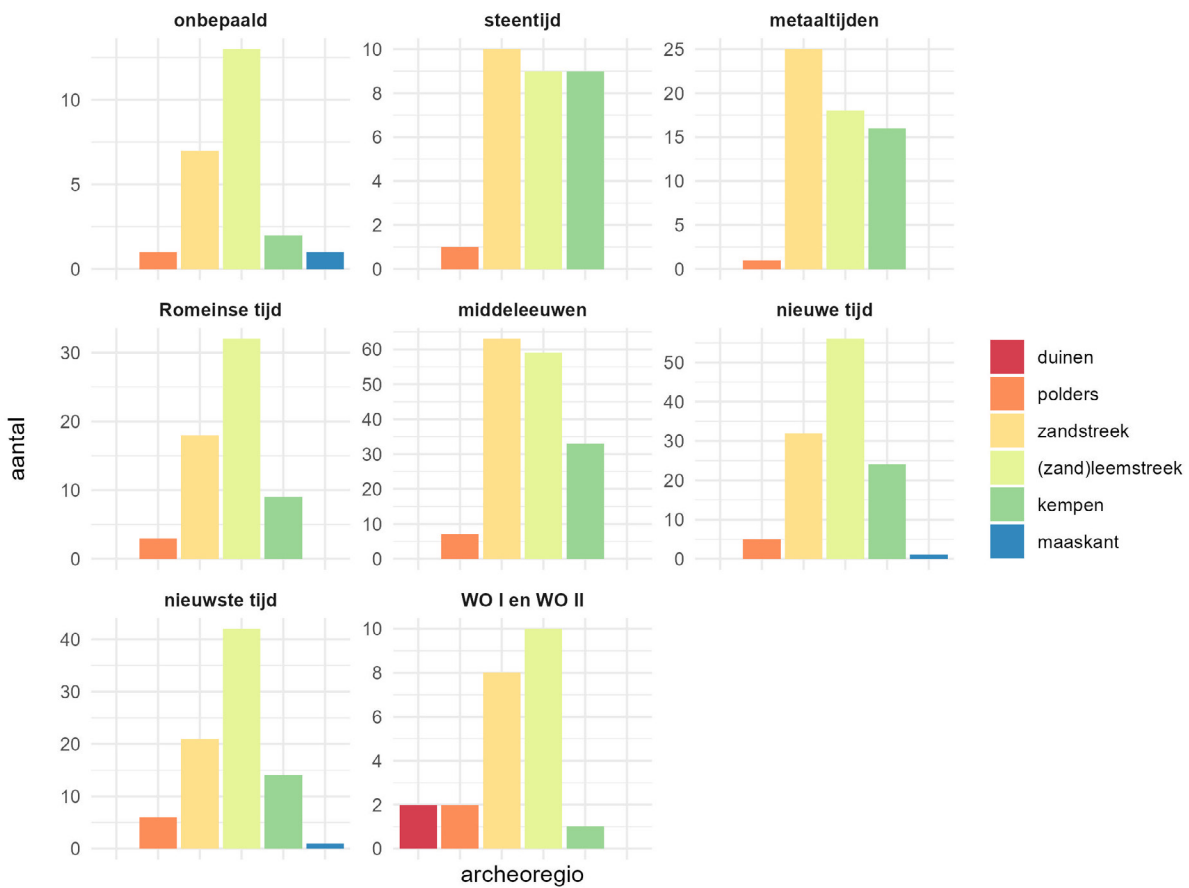 onbepaald
steentijd
metaaltijden
10
5
0
10
8
6
4
2
0
25
20
15
10
5
0
Romeinse tijd
middeleeuwen
nieuwe tijd
30
20
10
0
60
50
40
30
20
10
0
50
40
30
20
10
0
nieuwste tijd
WO I en WO II
40
30
20
10
0
10
8
6
4
2
0
aantal
archeoregio
duinen
polders
zandstreek
(zand)leemstreek
kempen
maaskant